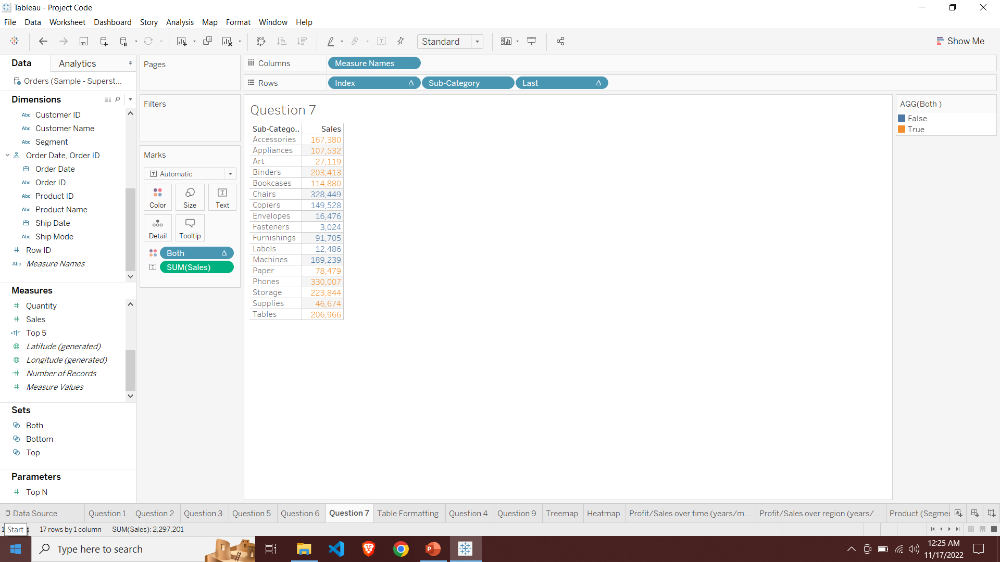 Tableau - Project Code
File Data Worksheet Dashboard Story Analysis Map Format Window Help
Standard
Show Me
Data Analytics
Orders (Sample - Superst...
Dimensions
Abc Customer ID
Abc Customer Name
Abc Segment
Order Date, Order ID
Order Date
Abc Order ID
Abc Product ID
Abc Product Name
Ship Date
Abc Ship Mode
# Row ID
Abc Measure Names
Measures
# Quantity
# Sales
=T|F Top 5
Latitude (generated)
Longitude (generated)
=# Number of Records
# Measure Values
Sets
Both
Bottom
Top
Parameters
# Top N
Pages
Filters
Marks
T Automatic
Color Size T Text
Detail Tooltip
Both Δ
T SUM(Sales)
Columns Measure Names
Rows Index Δ Sub-Category Last Δ
Question 7
Sub-Catego.. Sales
Accessories 167,380
Appliances 107,532
Art 27,119
Binders 203,413
Bookcases 114,880
Chairs 328,449
Copiers 149,528
Envelopes 16,476
Fasteners 3,024
Furnishings 91,705
Labels 12,486
Machines 189,239
Paper 78,479
Phones 330,007
Storage 223,844
Supplies 46,674
Tables 206,966
AGG(Both )
False
True
Data Source Question 1 Question 2 Question 3 Question 5 Question 6 Question 7 Table Formatting Question 4 Question 9 Treemap Heatmap Profit/Sales over time (years/m... Profit/Sales over region (years/... Product (Segmen
Start 17 rows by 1 column SUM(Sales): 2,297,201
Type here to search
12:25 AM
11/17/2022